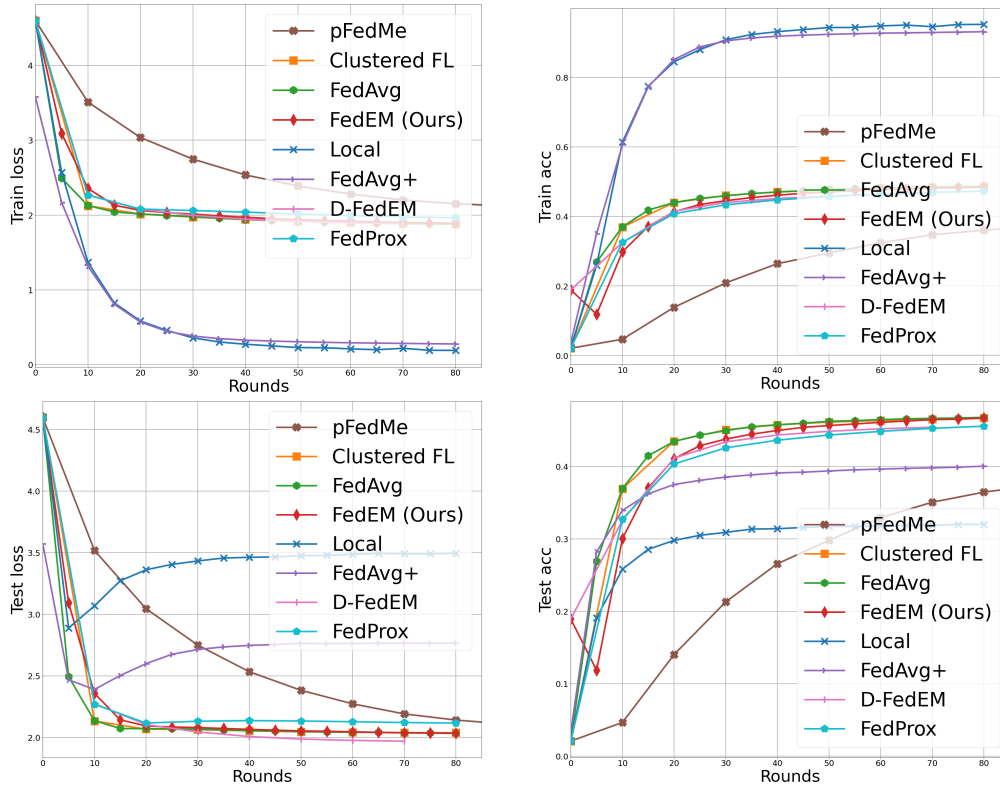 Train loss
4
3
2
1
0
0
10
20
30
40
50
60
70
80
Rounds
pFedMe
Clustered FL
FedAvg
FedEM (Ours)
Local
FedAvg+
D-FedEM
FedProx
Train acc
0.8
0.6
0.4
0.2
0.0
0
10
20
30
40
50
60
70
80
Rounds
pFedMe
Clustered FL
FedAvg
FedEM (Ours)
Local
FedAvg+
D-FedEM
FedProx
Test loss
4.5
4.0
3.5
3.0
2.5
2.0
0
10
20
30
40
50
60
70
80
Rounds
pFedMe
Clustered FL
FedAvg
FedEM (Ours)
Local
FedAvg+
D-FedEM
FedProx
Test acc
0.4
0.3
0.2
0.1
0.0
0
10
20
30
40
50
60
70
80
Rounds
pFedMe
Clustered FL
FedAvg
FedEM (Ours)
Local
FedAvg+
D-FedEM
FedProx